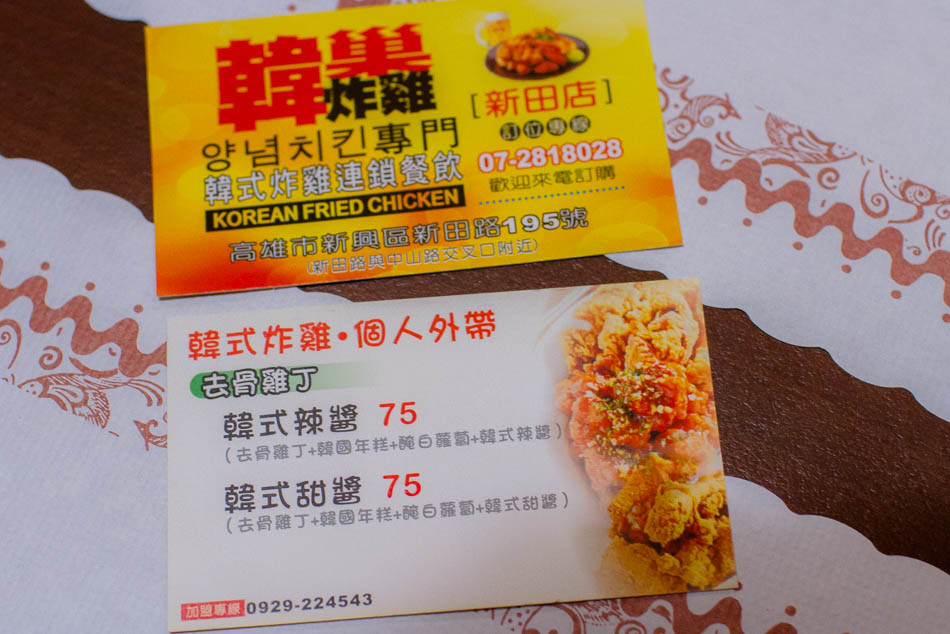 韓巢
炸雞
양념치킨專門
韓式炸雞連鎖餐飲
KOREAN FRIED CHICKEN
[新田店]
訂位專線
07-2818028
歡迎來電訂購
高雄市新興區新田路195號
(新田路與中山路交叉口附近)
韓式炸雞•個人外帶
去骨雞丁
韓式辣醬 75
(去骨雞丁+韓國年糕+醃白蘿蔔+韓式辣醬)
韓式甜醬 75
(去骨雞丁+韓國年糕+醃白蘿蔔+韓式甜醬)
加盟專線 0929-224543